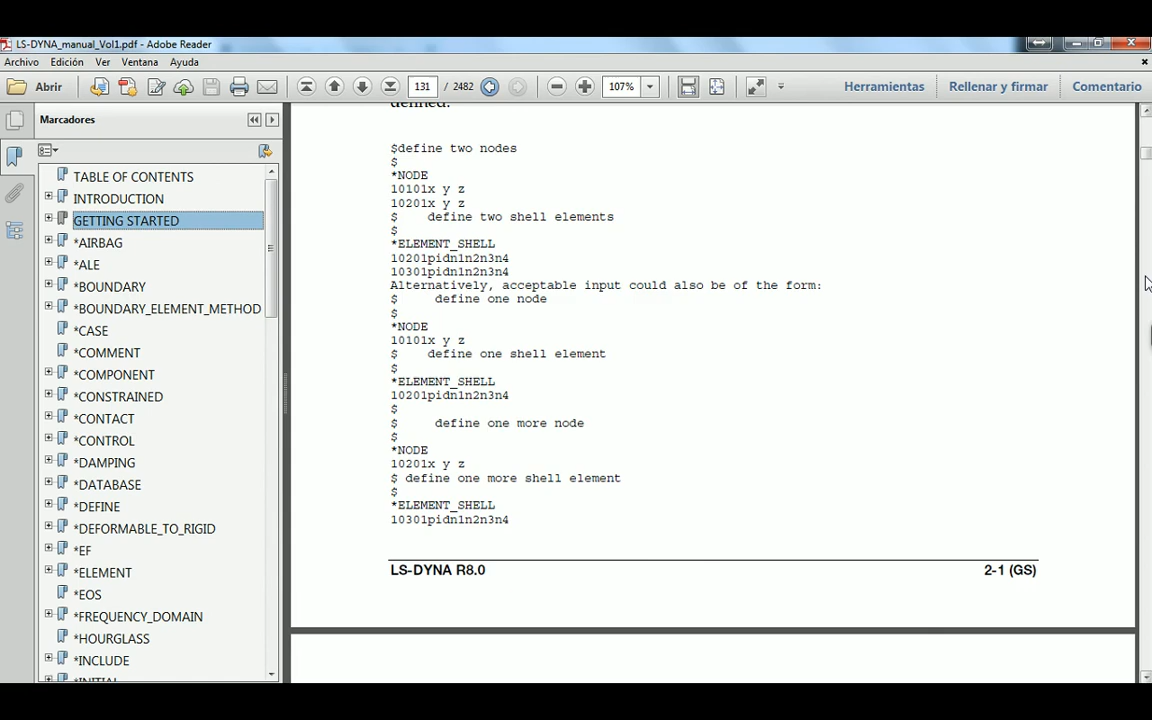 LS-DYNA_manual_Vol1.pdf - Adobe Reader
Archivo Edición Ver Ventana Ayuda
Abrir 131 / 2482 107% Herramientas Rellenar y firmar Comentario
Marcadores
TABLE OF CONTENTS
INTRODUCTION
GETTING STARTED
*AIRBAG
*ALE
*BOUNDARY
*BOUNDARY_ELEMENT_METHOD
*CASE
*COMMENT
*COMPONENT
*CONSTRAINED
*CONTACT
*CONTROL
*DAMPING
*DATABASE
*DEFINE
*DEFORMABLE_TO_RIGID
*EF
*ELEMENT
*EOS
*FREQUENCY_DOMAIN
*HOURGLASS
*INCLUDE
*INITIAL
defined.
$define two nodes
$
*NODE
10101x y z
10201x y z
$ define two shell elements
$
*ELEMENT_SHELL
10201pidn1n2n3n4
10301pidn1n2n3n4
Alternatively, acceptable input could also be of the form:
$ define one node
$
*NODE
10101x y z
$ define one shell element
$
*ELEMENT_SHELL
10201pidn1n2n3n4
$
$ define one more node
$
*NODE
10201x y z
$ define one more shell element
$
*ELEMENT_SHELL
10301pidn1n2n3n4
LS-DYNA R8.0 2-1 (GS)